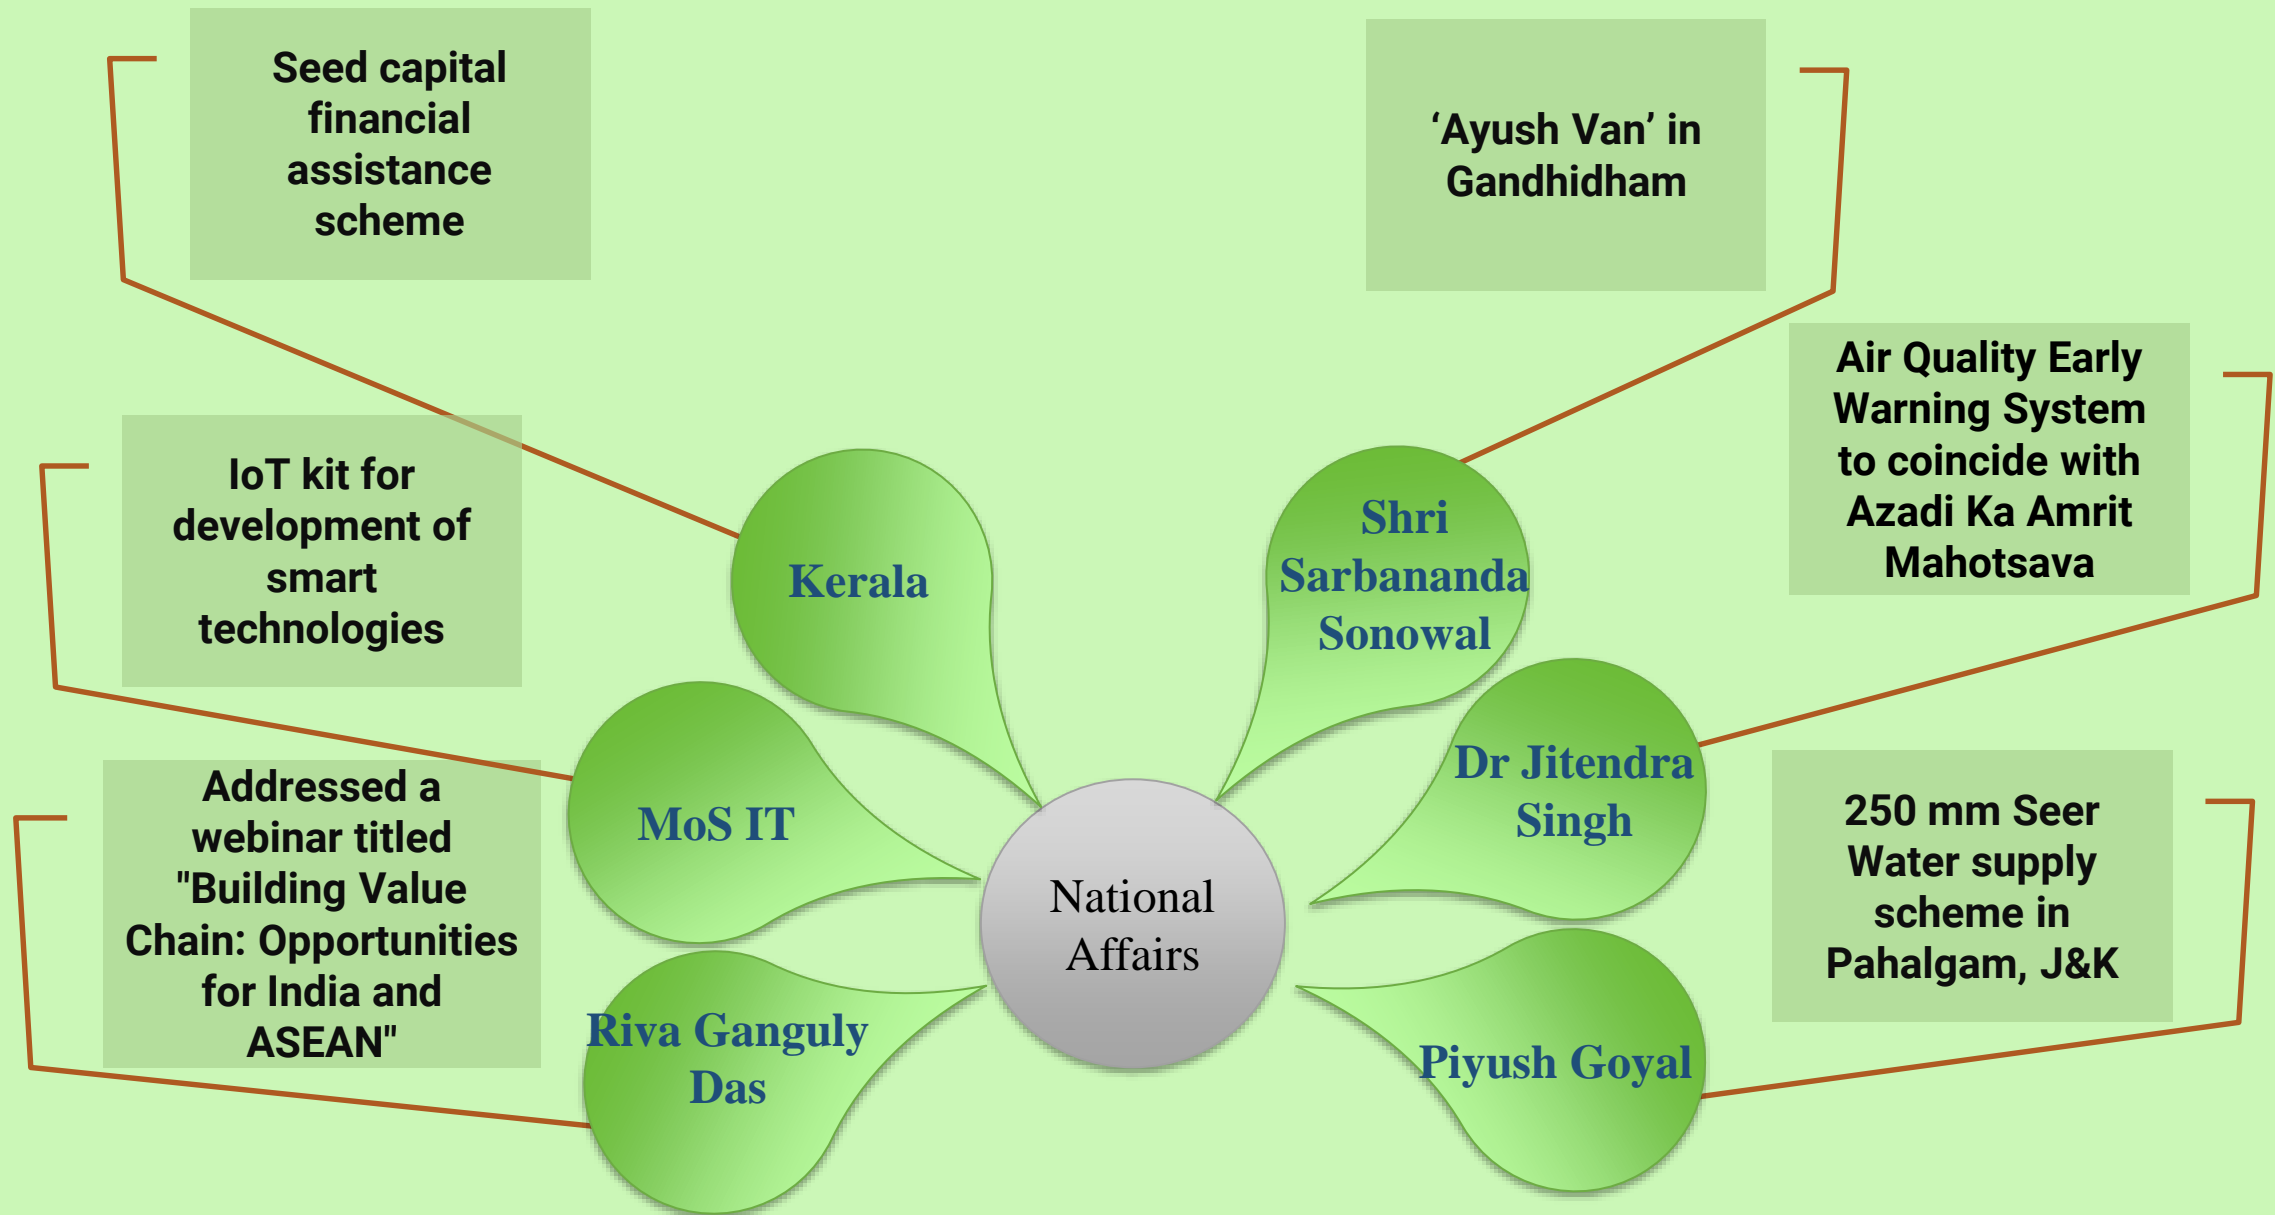 Seed capital
financial
assistance
scheme
‘Ayush Van’ in
Gandhidham
Air Quality Early
Warning System
to coincide with
Azadi Ka Amrit
Mahotsava
IoT kit for
development of
smart
technologies
Kerala
Shri
Sarbananda
Sonowal
MoS IT
Dr Jitendra
Singh
Addressed a
webinar titled
"Building Value
Chain: Opportunities
for India and
ASEAN"
250 mm Seer
Water supply
scheme in
Pahalgam, J&K
National
Affairs
Riva Ganguly
Das
Piyush Goyal